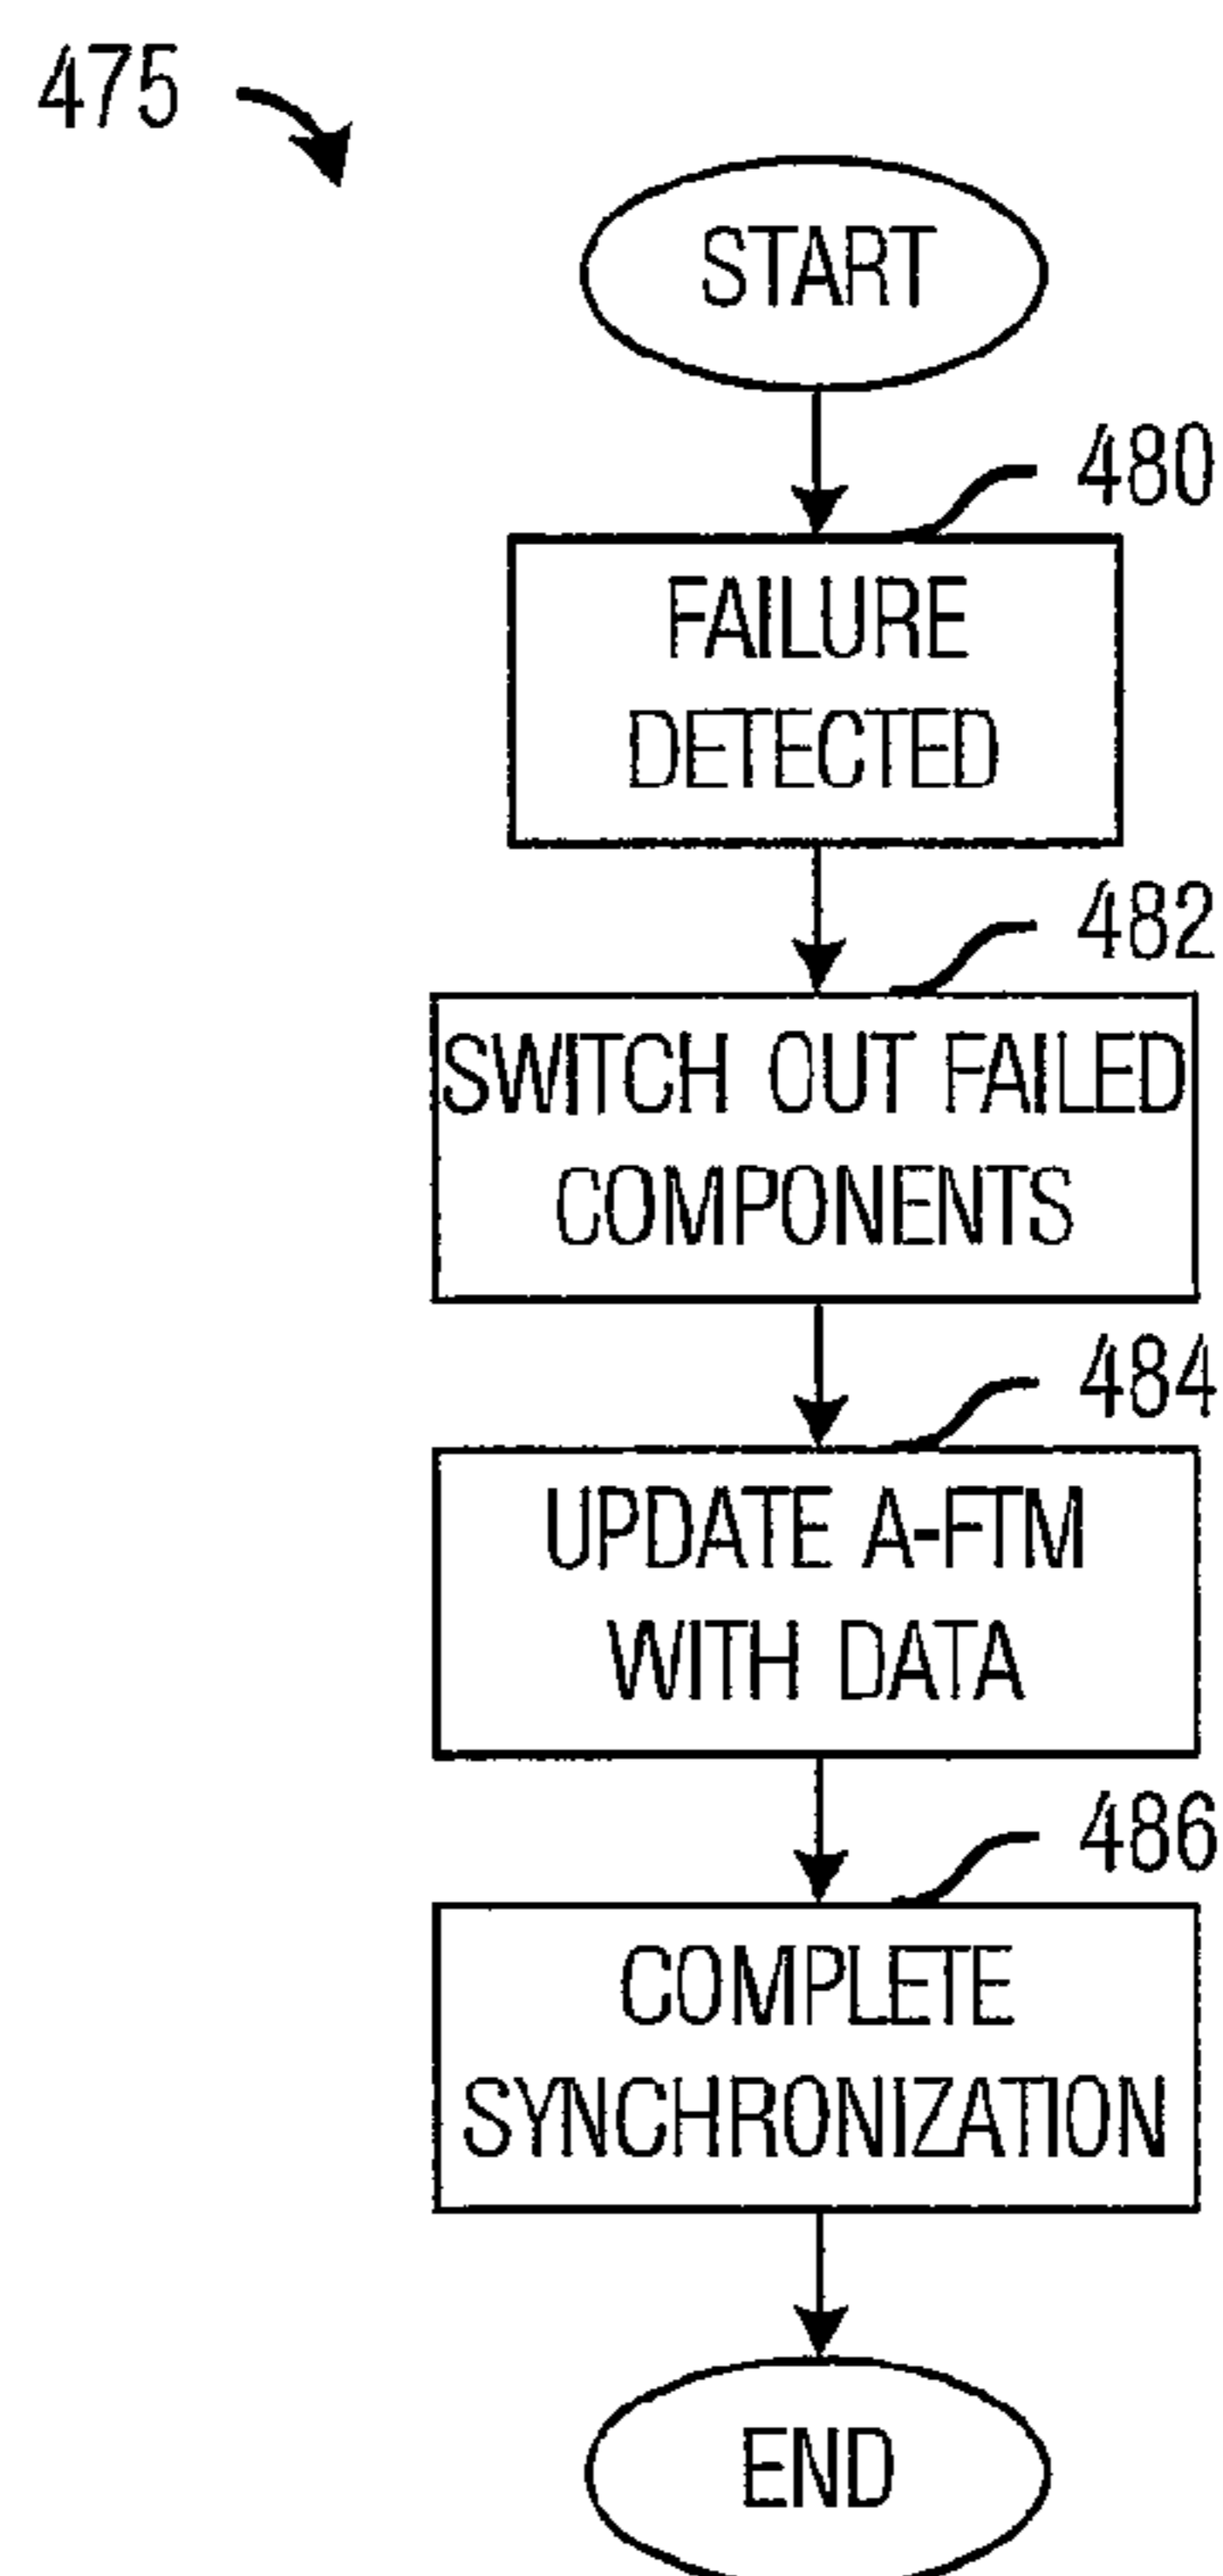 475
START
480
FAILURE
DETECTED
482
SWITCH OUT FAILED
COMPONENTS
484
UPDATE A-FTM
WITH DATA
486
COMPLETE
SYNCHRONIZATION
END